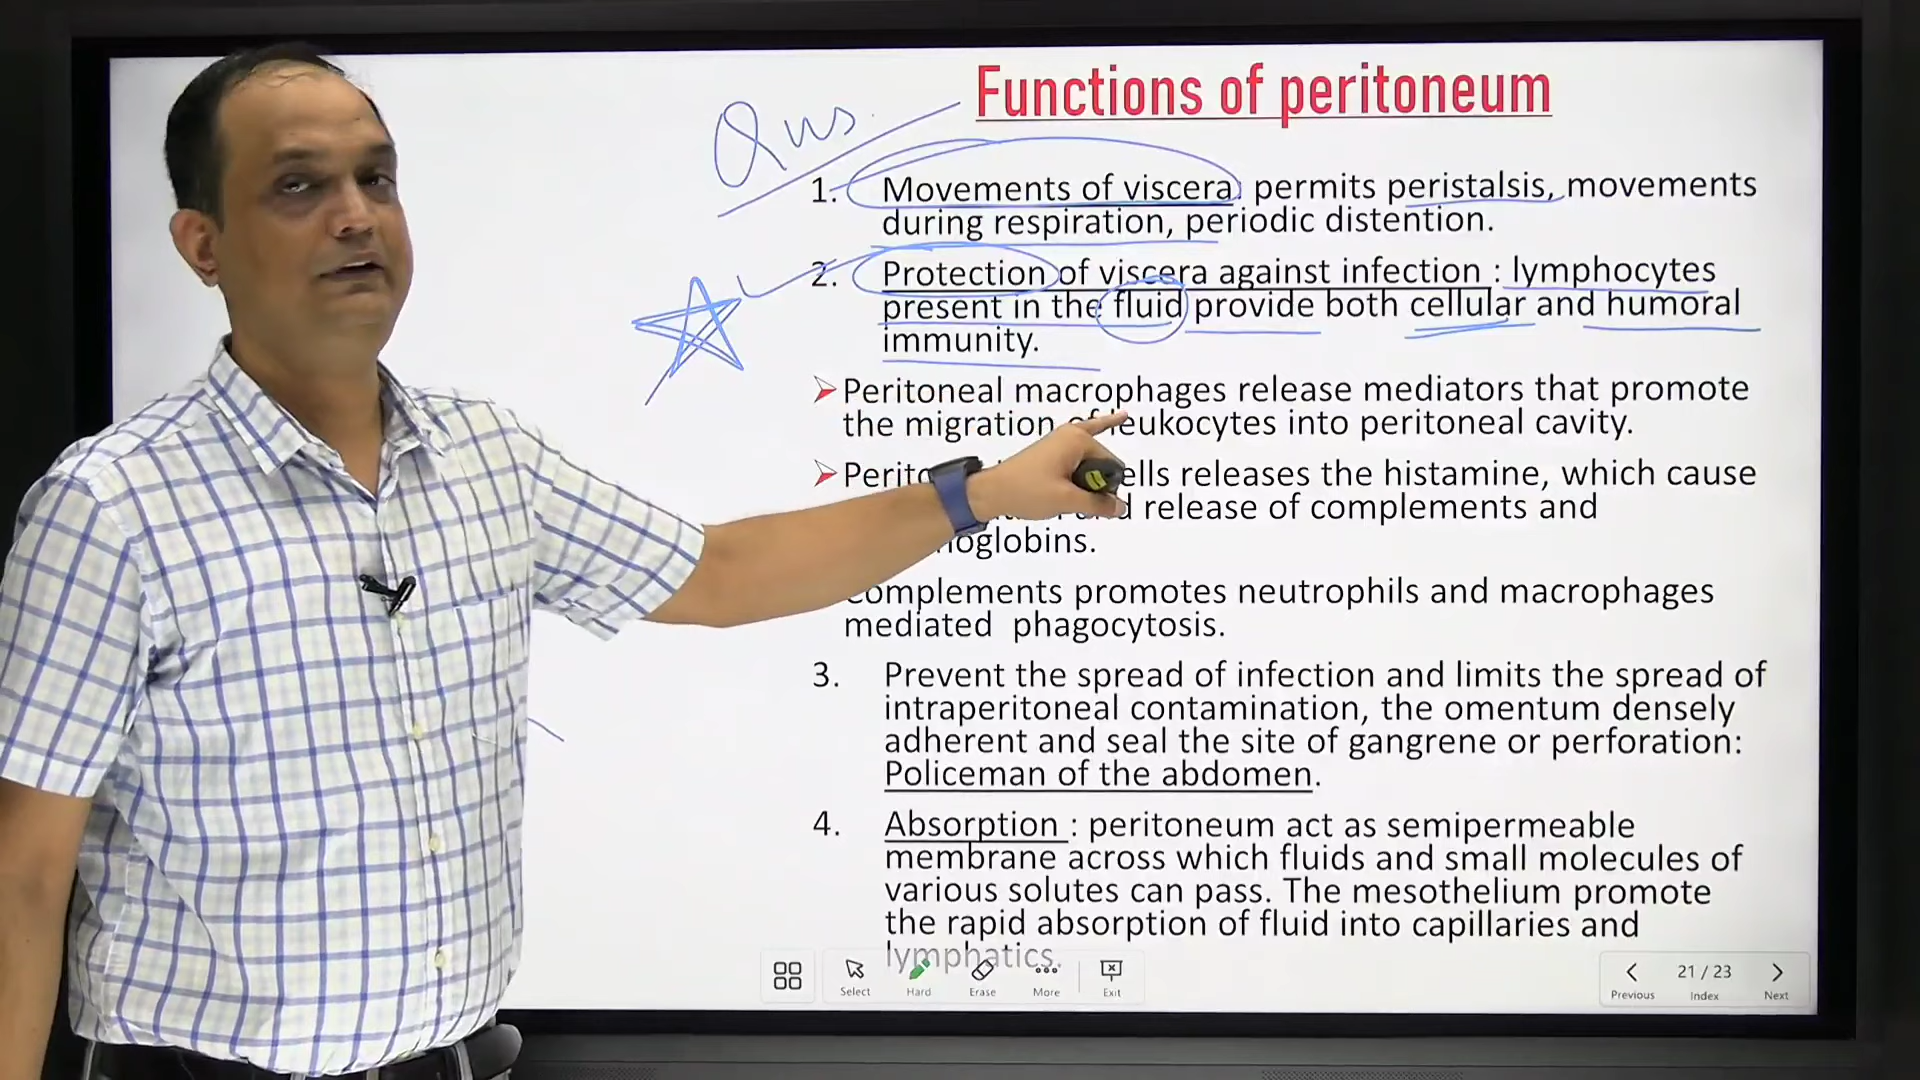 Functions of peritoneum
Qus
1. Movements of viscera: permits peristalsis, movements
during respiration, periodic distention.
2. Protection of viscera against infection : lymphocytes
present in the fluid provide both cellular and humoral
immunity.
Peritoneal macrophages release mediators that promote
the migration of leukocytes into peritoneal cavity.
releases the histamine, which cause
release of complements and
Complements promotes neutrophils and macrophages
mediated phagocytosis.
3. Prevent the spread of infection and limits the spread of
intraperitoneal contamination, the omentum densely
adherent and seal the site of gangrene or perforation:
Policeman of the abdomen.
4. Absorption : peritoneum act as semipermeable
membrane across which fluids and small molecules of
various solutes can pass. The mesothelium promote
the rapid absorption of fluid into capillaries and
lymphatics.
Select Hard Erase More Exit
Previous 21 / 23 Index Next